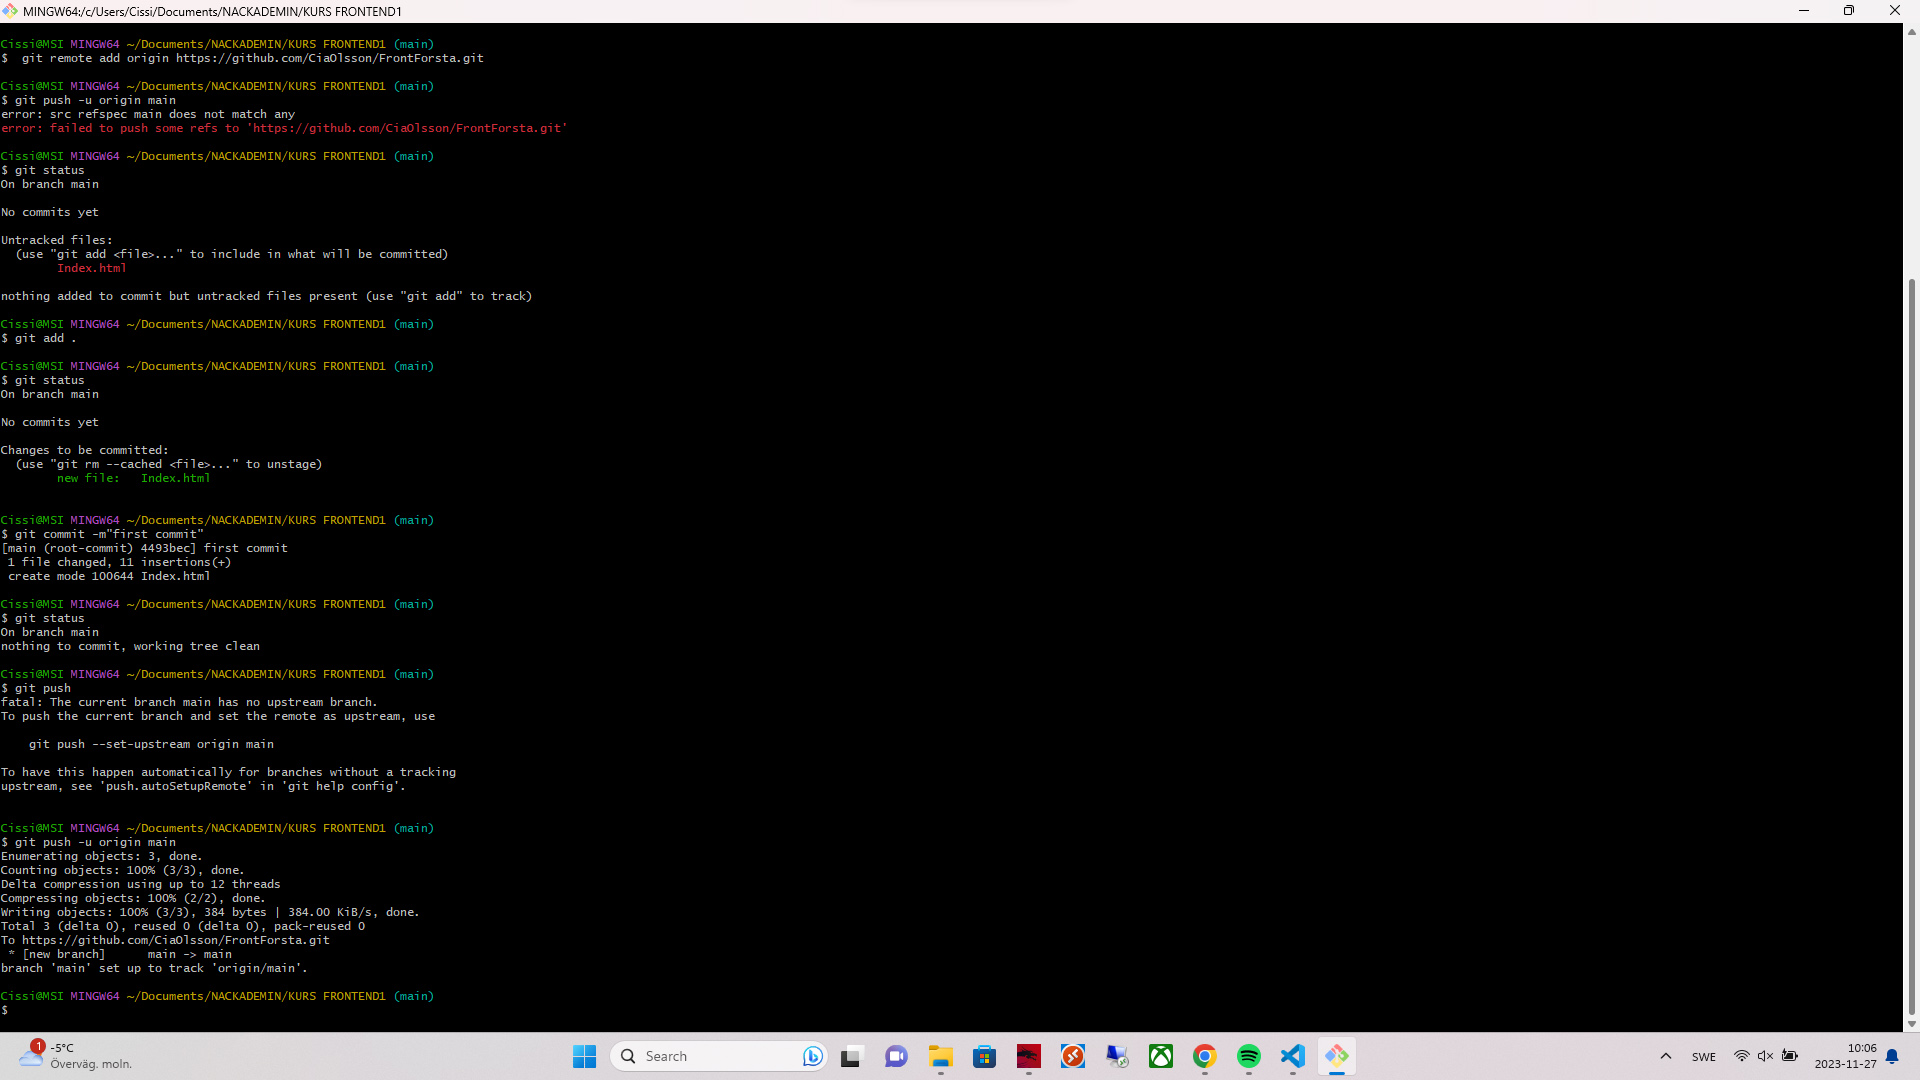 MINGW64:/c/Users/Cissi/Documents/NACKADEMIN/KURS FRONTEND1
Cissi@MSI MINGW64 ~/Documents/NACKADEMIN/KURS FRONTEND1 (main)
$  git remote add origin https://github.com/CiaOlsson/FrontForsta.git
Cissi@MSI MINGW64 ~/Documents/NACKADEMIN/KURS FRONTEND1 (main)
$ git push -u origin main
error: src refspec main does not match any
error: failed to push some refs to 'https://github.com/CiaOlsson/FrontForsta.git'
Cissi@MSI MINGW64 ~/Documents/NACKADEMIN/KURS FRONTEND1 (main)
$ git status
On branch main
No commits yet
Untracked files:
  (use "git add <file>..." to include in what will be committed)
        Index.html
nothing added to commit but untracked files present (use "git add" to track)
Cissi@MSI MINGW64 ~/Documents/NACKADEMIN/KURS FRONTEND1 (main)
$ git add .
Cissi@MSI MINGW64 ~/Documents/NACKADEMIN/KURS FRONTEND1 (main)
$ git status
On branch main
No commits yet
Changes to be committed:
  (use "git rm --cached <file>..." to unstage)
        new file:   Index.html
Cissi@MSI MINGW64 ~/Documents/NACKADEMIN/KURS FRONTEND1 (main)
$ git commit -m"first commit"
[main (root-commit) 4493bec] first commit
 1 file changed, 11 insertions(+)
 create mode 100644 Index.html
Cissi@MSI MINGW64 ~/Documents/NACKADEMIN/KURS FRONTEND1 (main)
$ git status
On branch main
nothing to commit, working tree clean
Cissi@MSI MINGW64 ~/Documents/NACKADEMIN/KURS FRONTEND1 (main)
$ git push
fatal: The current branch main has no upstream branch.
To push the current branch and set the remote as upstream, use
    git push --set-upstream origin main
To have this happen automatically for branches without a tracking
upstream, see 'push.autoSetupRemote' in 'git help config'.
Cissi@MSI MINGW64 ~/Documents/NACKADEMIN/KURS FRONTEND1 (main)
$ git push -u origin main
Enumerating objects: 3, done.
Counting objects: 100% (3/3), done.
Delta compression using up to 12 threads
Compressing objects: 100% (2/2), done.
Writing objects: 100% (3/3), 384 bytes | 384.00 KiB/s, done.
Total 3 (delta 0), reused 0 (delta 0), pack-reused 0
To https://github.com/CiaOlsson/FrontForsta.git
 * [new branch]      main -> main
branch 'main' set up to track 'origin/main'.
Cissi@MSI MINGW64 ~/Documents/NACKADEMIN/KURS FRONTEND1 (main)
$
1
-5°C
Överväg. moln.
Search
SWE
10:06
2023-11-27